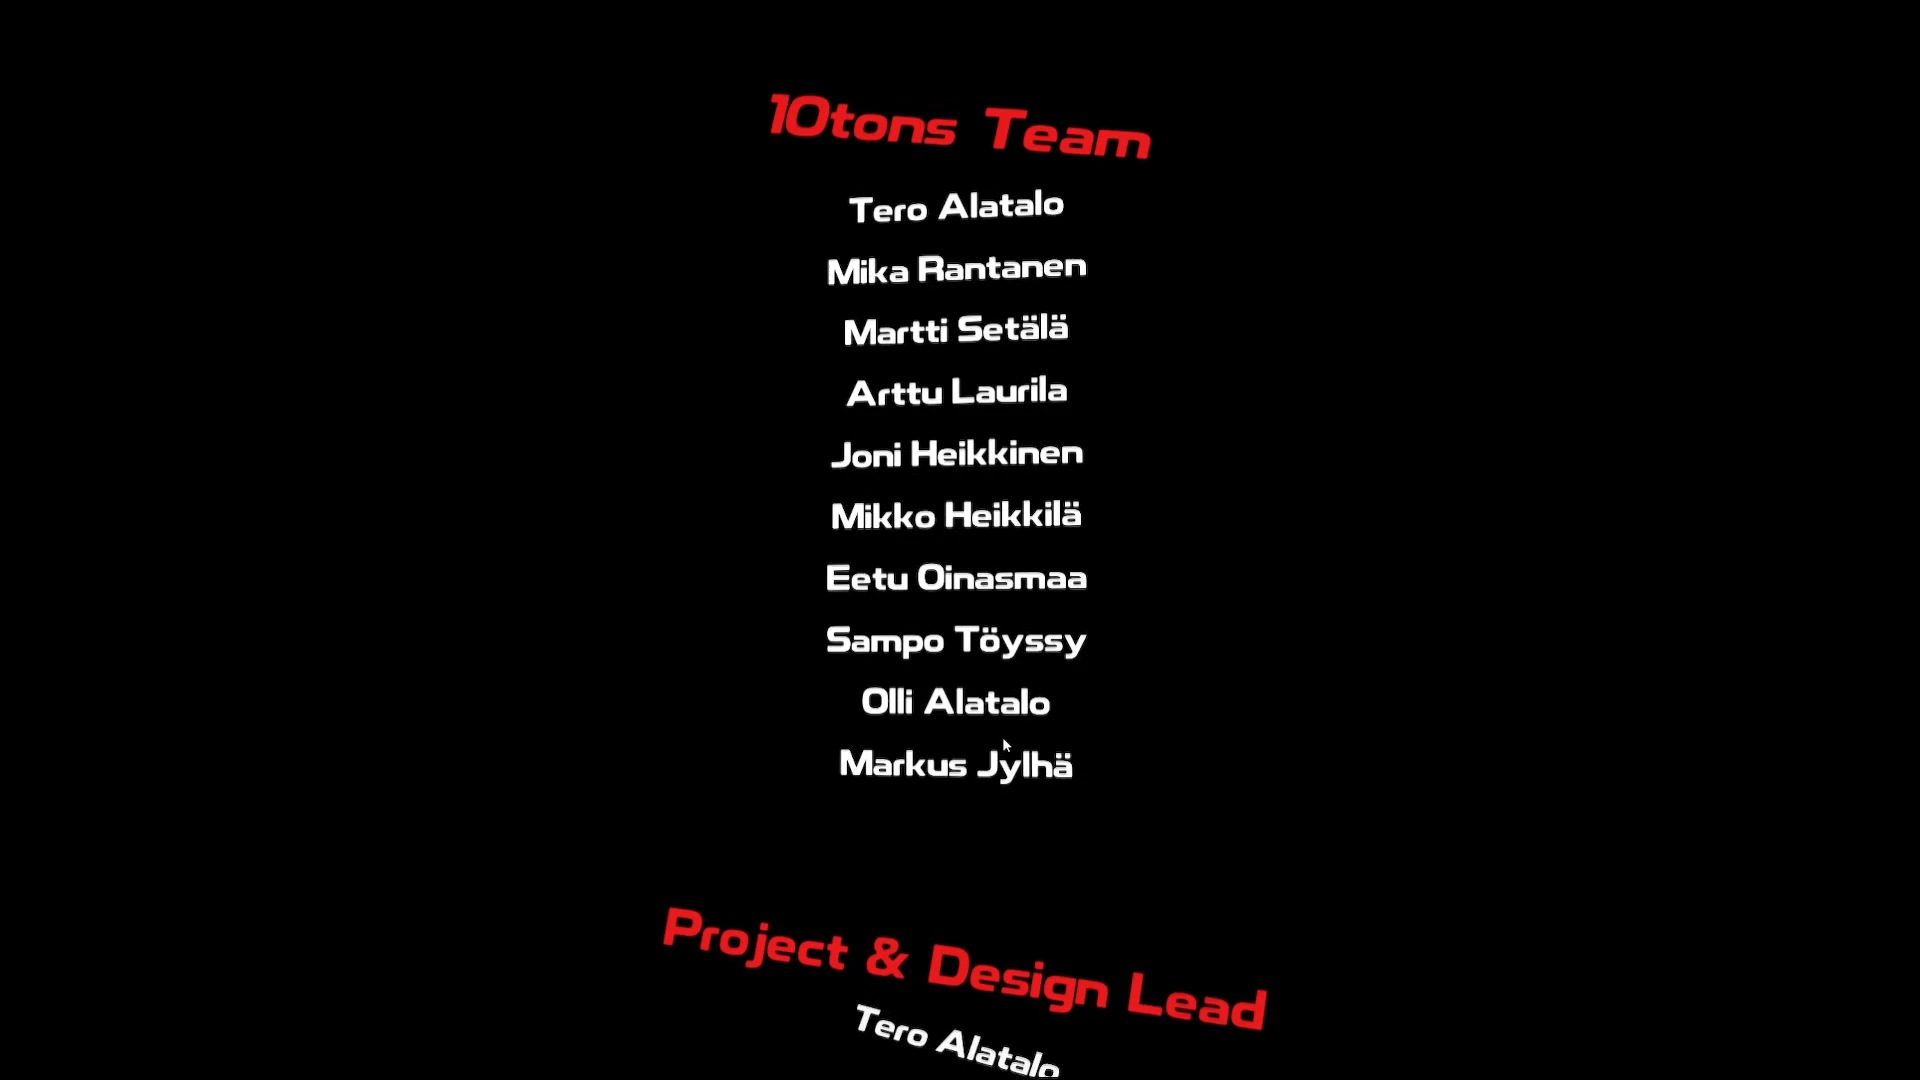 10tons Team
Tero Alatalo
Mika Rantanen
Martti Setälä
Arttu Laurila
Joni Heikkinen
Mikko Heikkilä
Eetu Oinasmaa
Sampo Töyssy
Olli Alatalo
Markus Jylhä
Project & Design Lead
Tero Alatalo